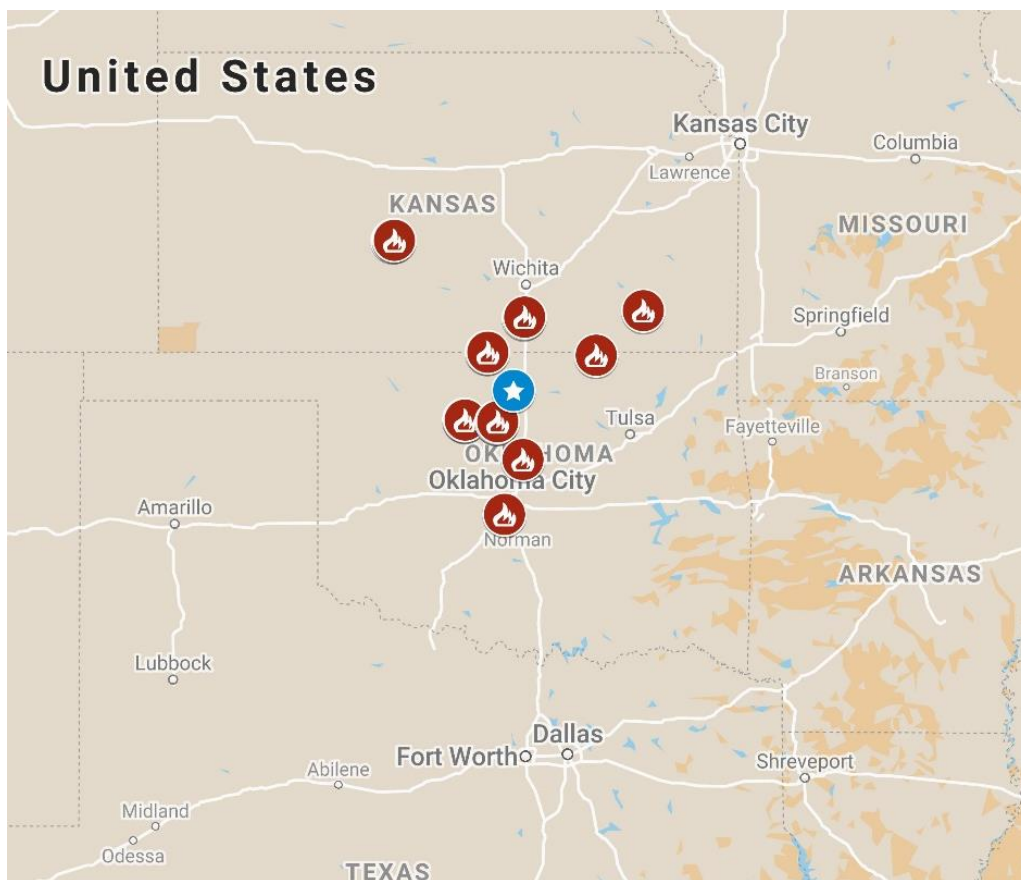 United States
Kansas City
Columbia
Lawrence
KANSAS
MISSOURI
Wichita
Springfield
Branson
Tulsa
Fayetteville
OKLAHOMA
Oklahoma City
Amarillo
Norman
ARKANSAS
Lubbock
Dallas
Fort Worth
Shreveport
Abilene
Midland
Odessa
TEXAS